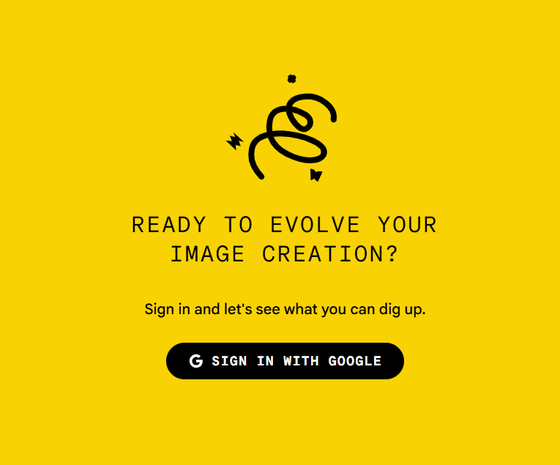 READY TO EVOLVE YOUR
IMAGE CREATION?
Sign in and let's see what you can dig up.
SIGN IN WITH GOOGLE